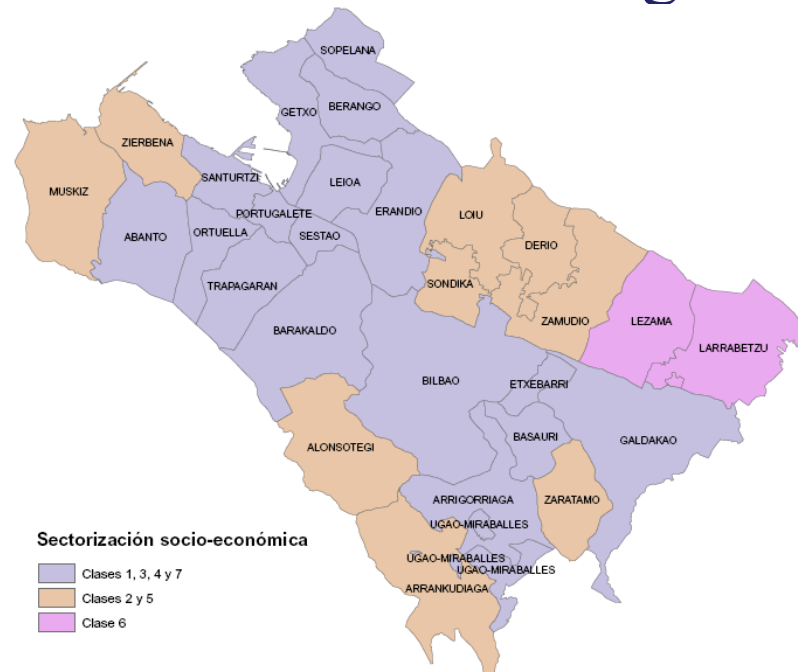 SOPELANA
GETXO
BERANGO
ZIERBENA
SANTURTZI
LEIOA
MUSKIZ
PORTUGALETE
ERANDIO
LOIU
ABANTO
ORTUELLA
SESTAO
DERIO
TRAPAGARAN
SONDIKA
ZAMUDIO
LEZAMA
BARAKALDO
LARRABETZU
BILBAO
ETXEBARRI
BASAURI
GALDAKAO
ALONSOTEGI
ARRIGORRIAGA
ZARATAMO
UGAO-MIRABALLES
UGAO-MIRABALLES
UGAO-MIRABALLES
ARRANKUDIAGA
Sectorización socio-económica
Clases 1, 3, 4 y 7
Clases 2 y 5
Clase 6